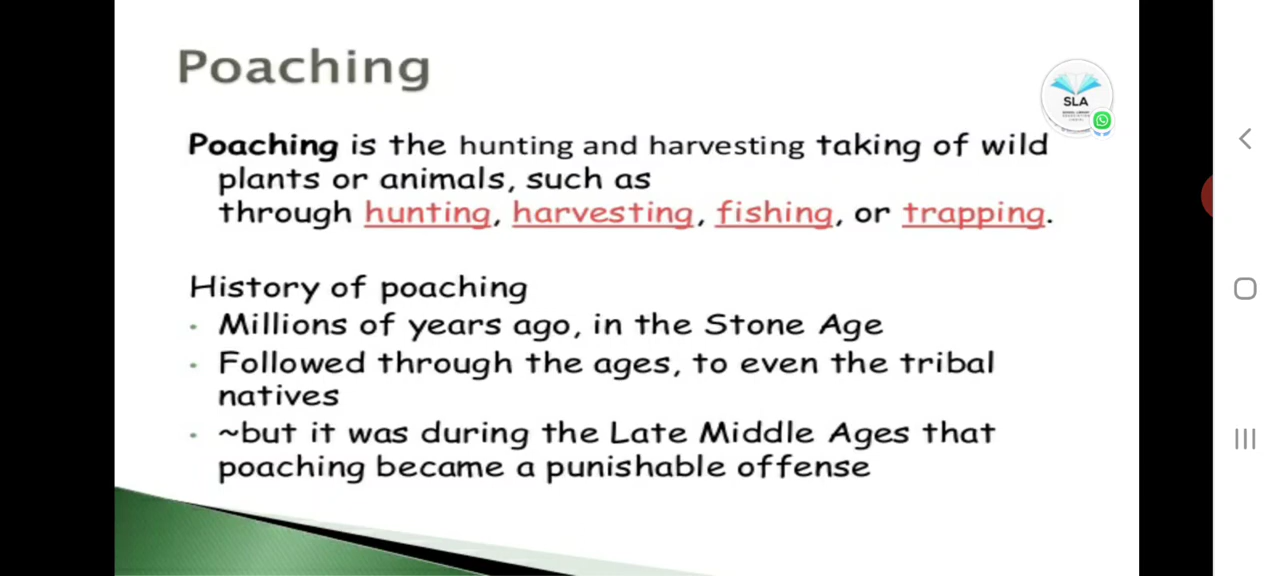 Poaching
SLA
Poaching is the hunting and harvesting taking of wild
plants or animals, such as
through hunting, harvesting, fishing, or trapping.
History of poaching
• Millions of years ago, in the Stone Age
• Followed through the ages, to even the tribal
natives
• ~but it was during the Late Middle Ages that
poaching became a punishable offense